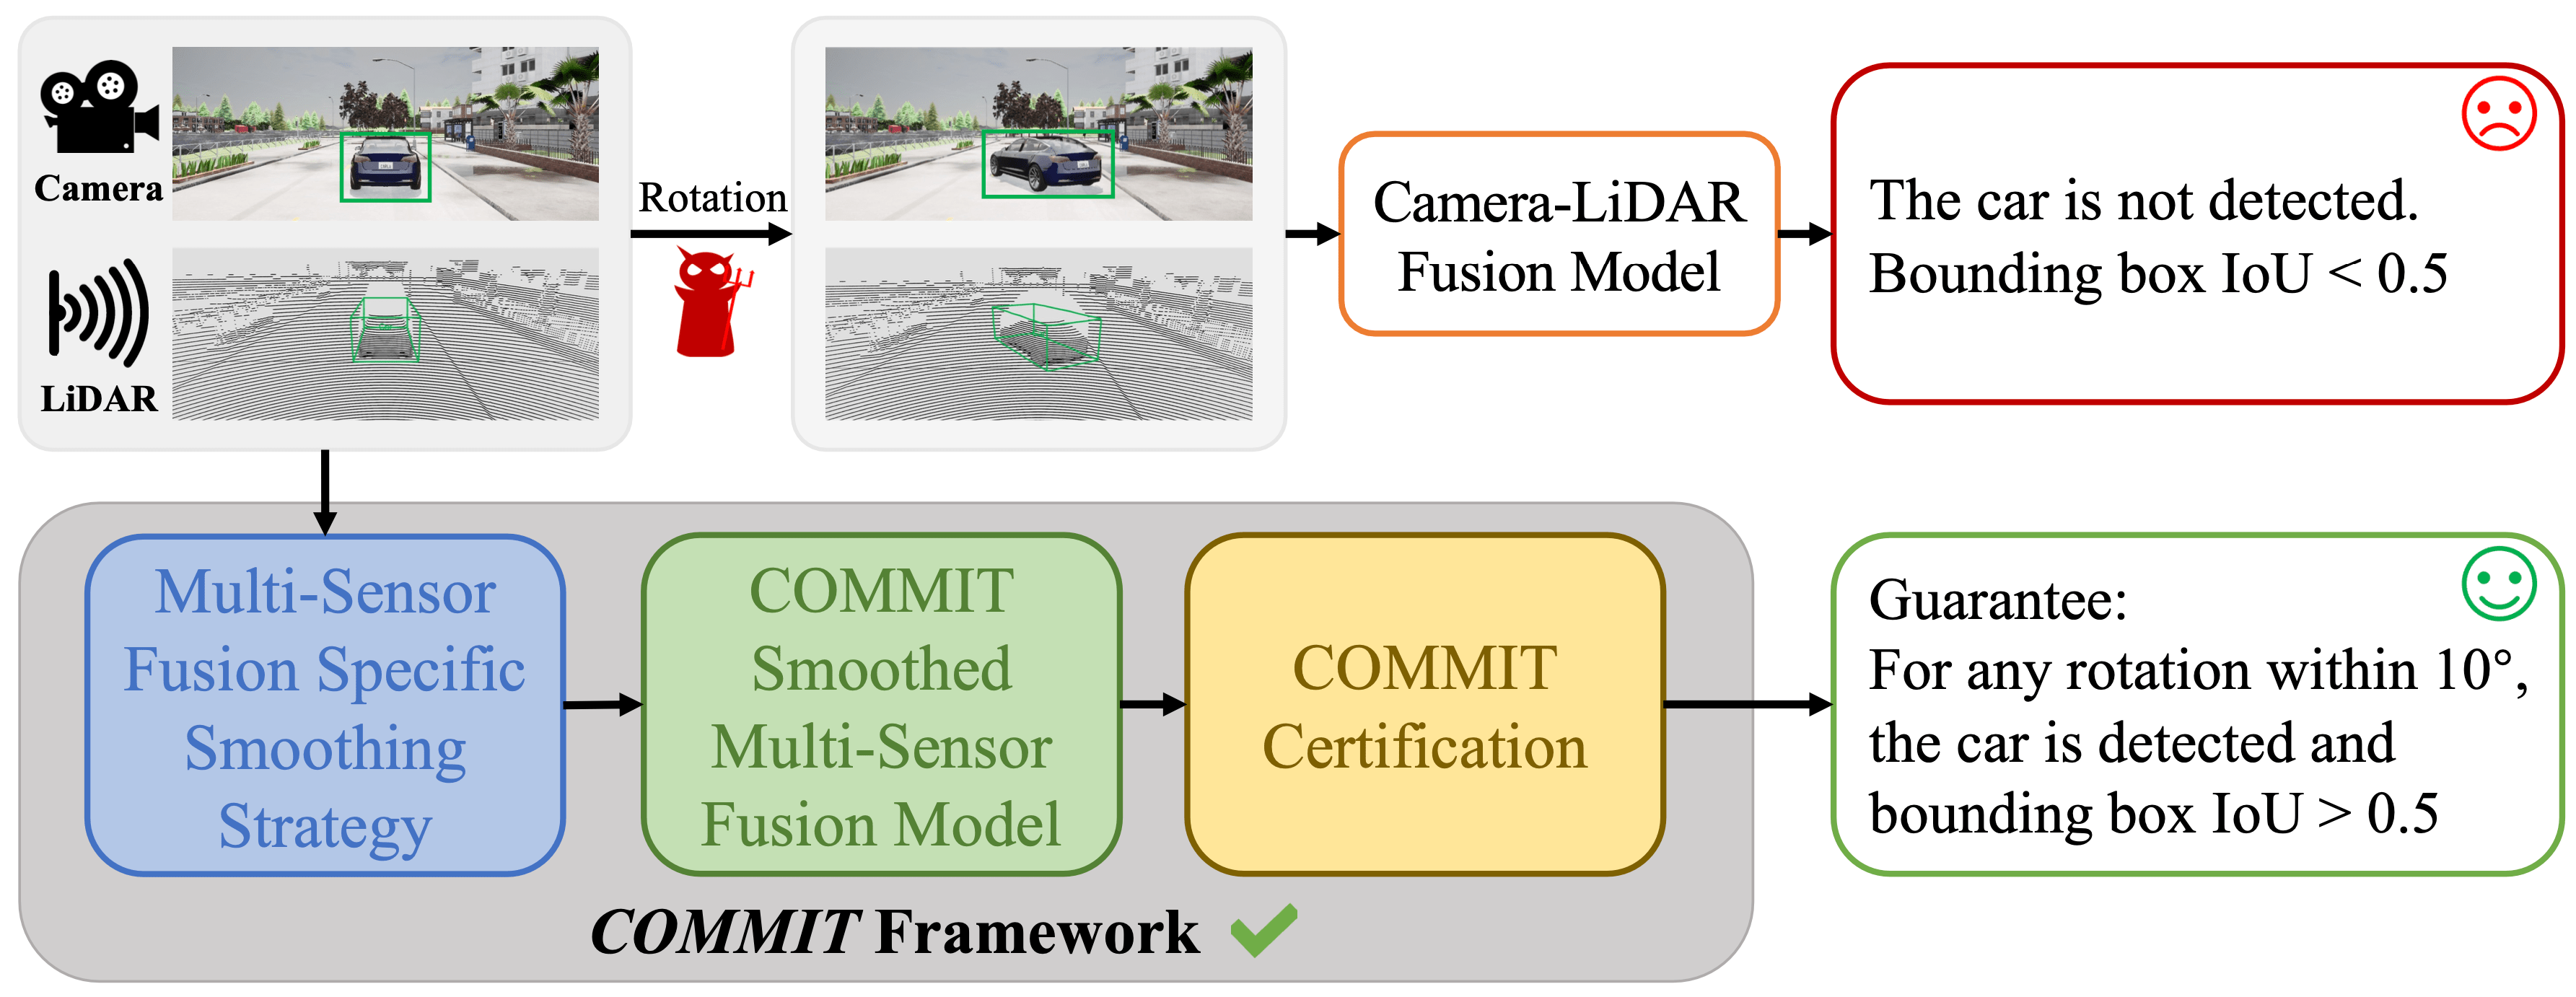 Camera
LiDAR
Rotation
Camera-LiDAR
Fusion Model
The car is not detected.
Bounding box IoU < 0.5
Multi-Sensor
Fusion Specific
Smoothing
Strategy
COMMIT
Smoothed
Multi-Sensor
Fusion Model
COMMIT
Certification
Guarantee:
For any rotation within 10°,
the car is detected and
bounding box IoU > 0.5
COMMIT Framework